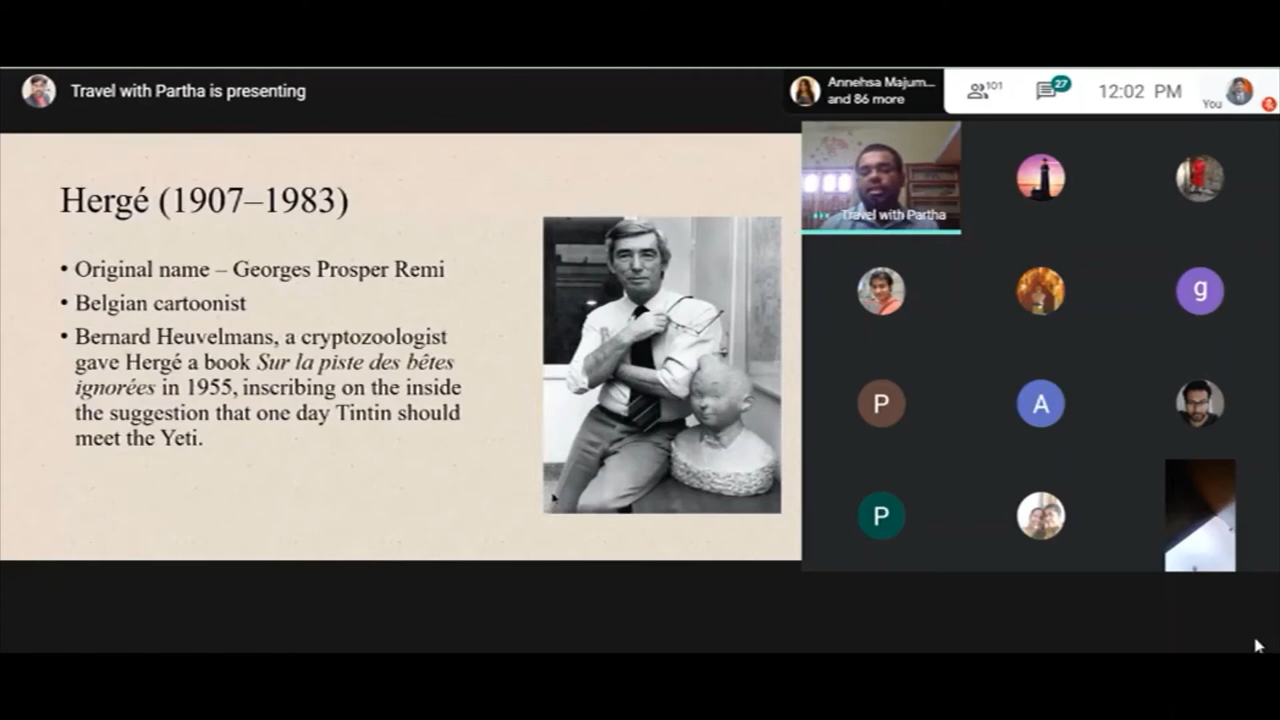 Travel with Partha is presenting
Annehsa Majum...
and 86 more
101
27
12:02 PM
You
Hergé (1907–1983)
• Original name – Georges Prosper Remi
• Belgian cartoonist
• Bernard Heuvelmans, a cryptozoologist
gave Hergé a book Sur la piste des bêtes
ignorées in 1955, inscribing on the inside
the suggestion that one day Tintin should
meet the Yeti.
Travel with Partha
g
P
A
P